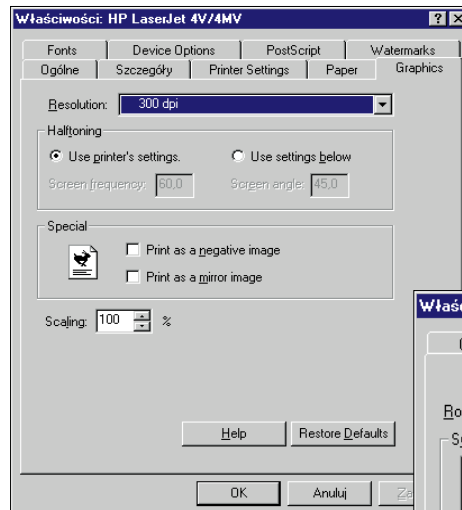 Właściwości: HP LaserJet 4V/4MV
Fonts Device Options PostScript Watermarks
Ogólne Szczegóły Printer Settings Paper Graphics
Resolution: 300 dpi
Halftoning
Use printer's settings. Use settings below
Screen frequency: 60,0 Screen angle: 45,0
Special
Print as a negative image
Print as a mirror image
Scaling: 100 %
Właś
Ro
Help Restore Defaults
OK Anuluj Za